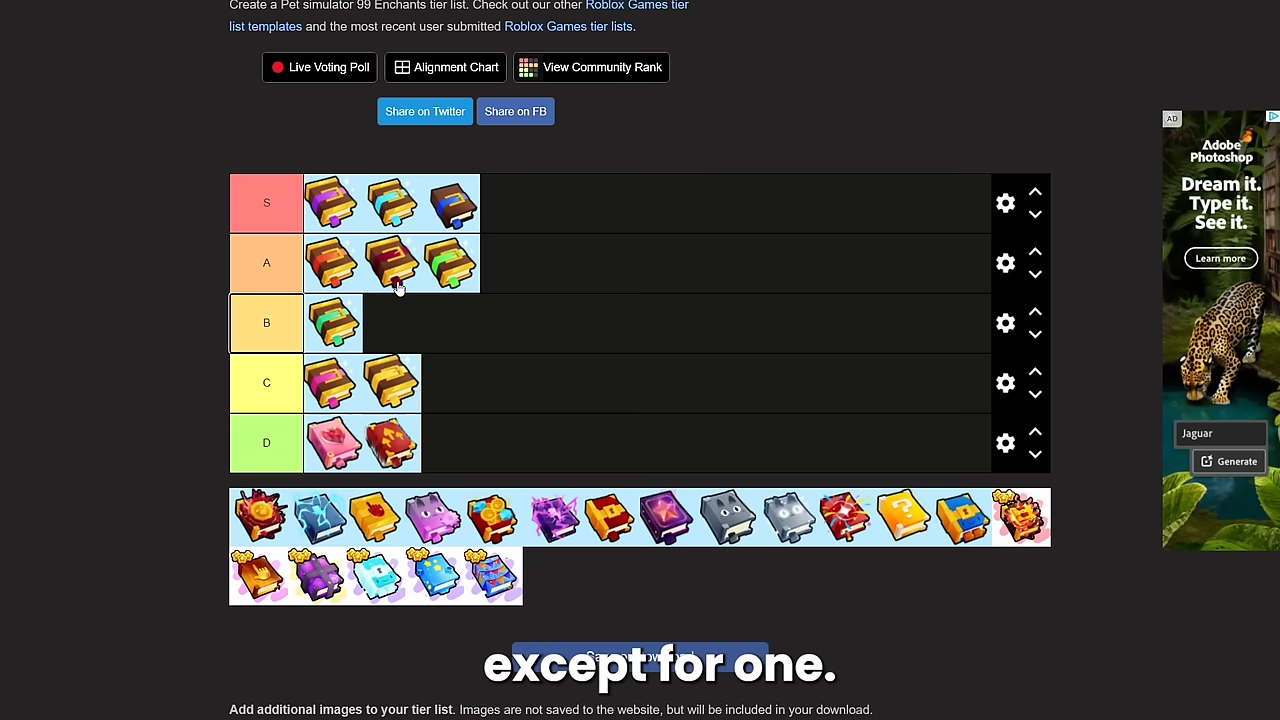 Create a Pet simulator 99 Enchants tier list. Check out our other Roblox Games tier
list templates and the most recent user submitted Roblox Games tier lists.
Live Voting Poll
Alignment Chart
View Community Rank
Share on Twitter
Share on FB
AD
Adobe
Photoshop
Dream it.
Type it.
See it.
Learn more
Jaguar
Generate
S
A
B
C
D
except for one.
Add additional images to your tier list. Images are not saved to the website, but will be included in your download.